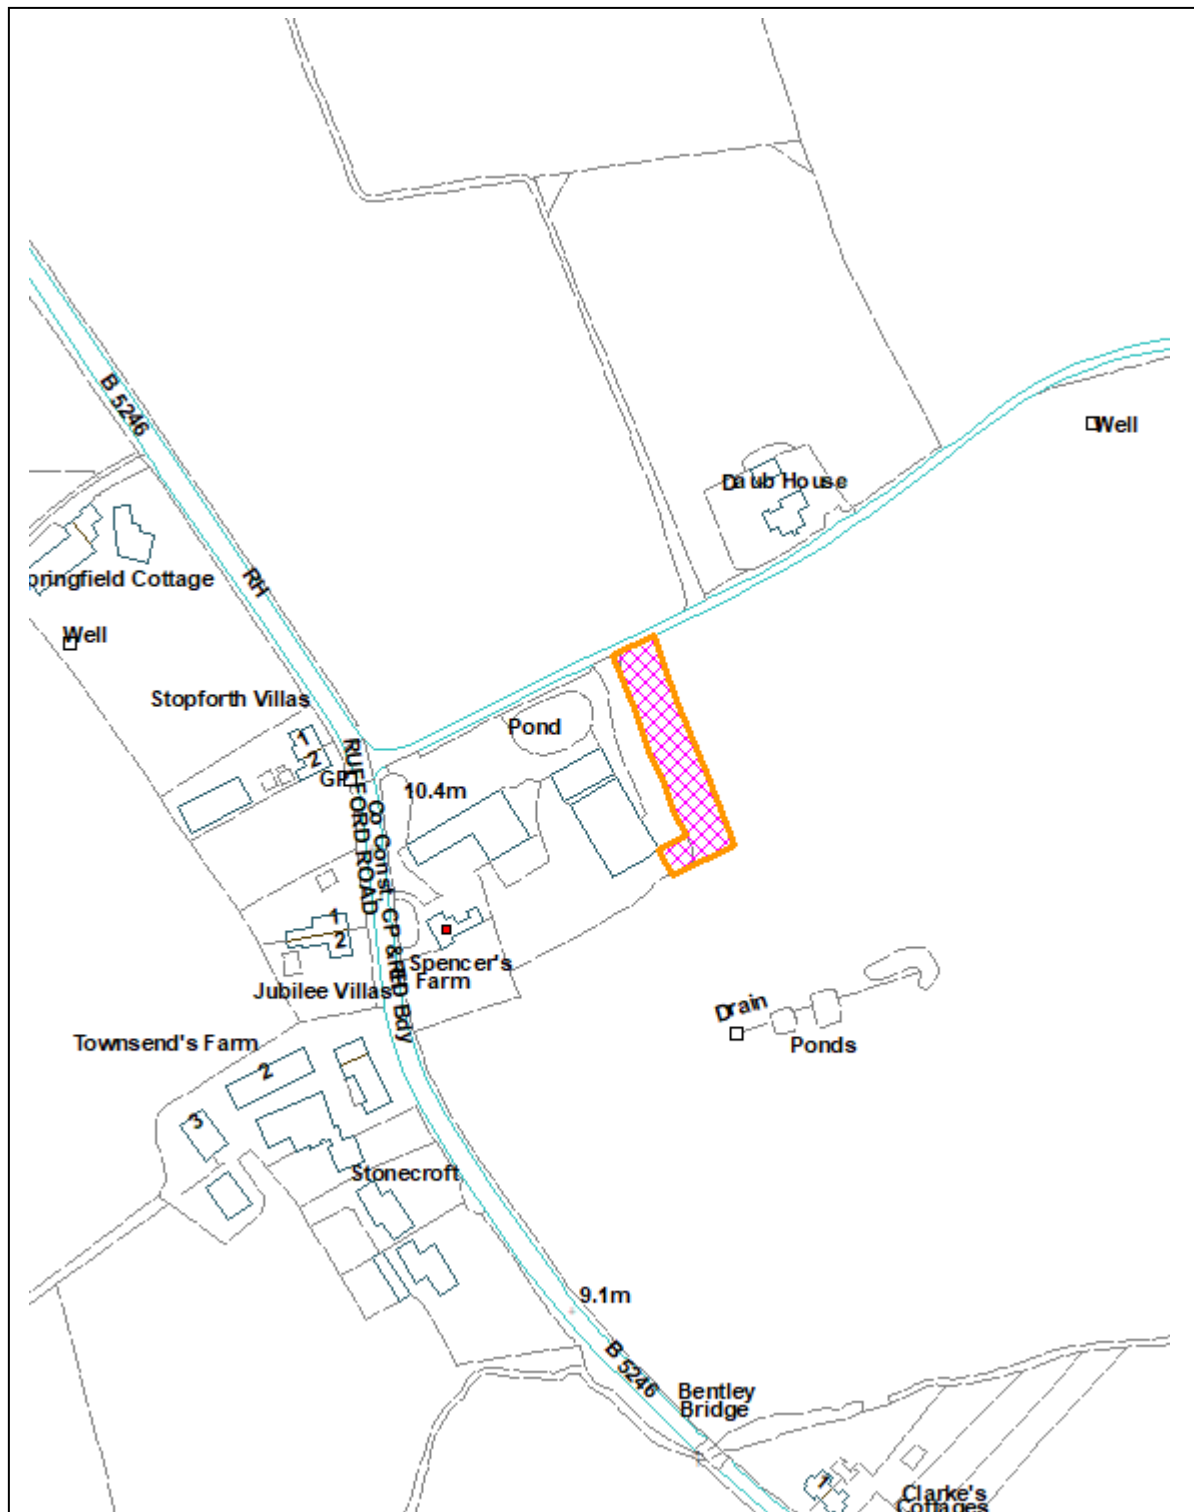 B 5246
Well
Daub House
RH
pringfield Cottage
Well
Stopforth Villas
Pond
1
2
GP
10.4m
RUFFORD ROAD
Co Const, CP & RED Bdy
1
2
Spencer's
Farm
Jubilee Villas
Drain
Ponds
Townsend's Farm
2
3
Stonecroft
9.1m
B 5246
Bentley
Bridge
1
Clarke's
Cottages